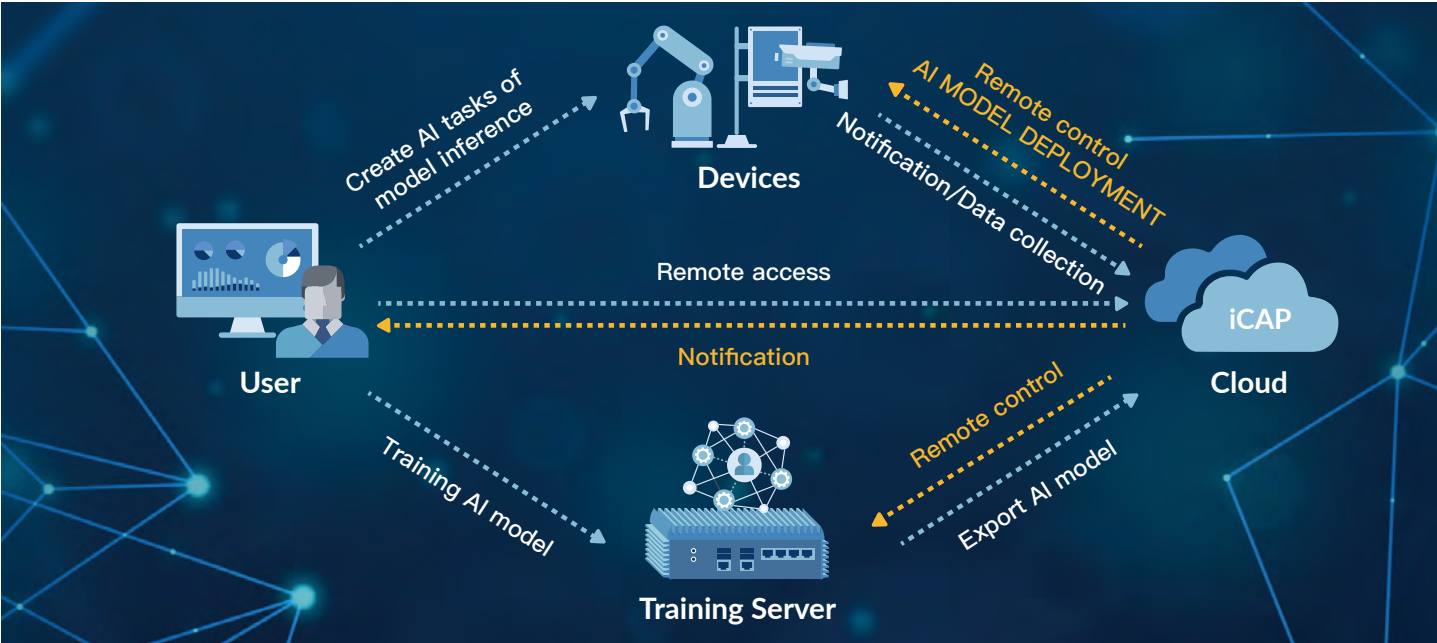 Create AI tasks of
model inference
Devices
Remote control
AI MODEL DEPLOYMENT
Notification/Data collection
Remote access
Notification
User
iCAP
Cloud
Training AI model
Remote control
Export AI model
Training Server